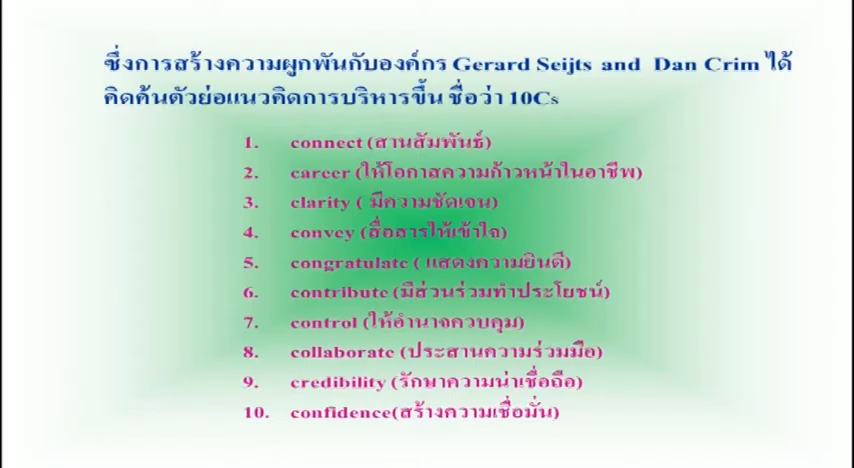 ซึ่งการสร้างความผูกพันกับองค์กร Gerard Seijts and Dan Crim ได้
คิดค้นตัวย่อแนวคิดการบริหารขึ้น ชื่อว่า 10Cs
1. connect (สานสัมพันธ์)
2. career (ให้โอกาสความก้าวหน้าในอาชีพ)
3. clarity ( มีความชัดเจน)
4. convey (สื่อสารให้เข้าใจ)
5. congratulate ( แสดงความยินดี)
6. contribute (มีส่วนร่วมทำประโยชน์)
7. control (ให้อำนาจควบคุม)
8. collaborate (ประสานความร่วมมือ)
9. credibility (รักษาความน่าเชื่อถือ)
10. confidence(สร้างความเชื่อมั่น)